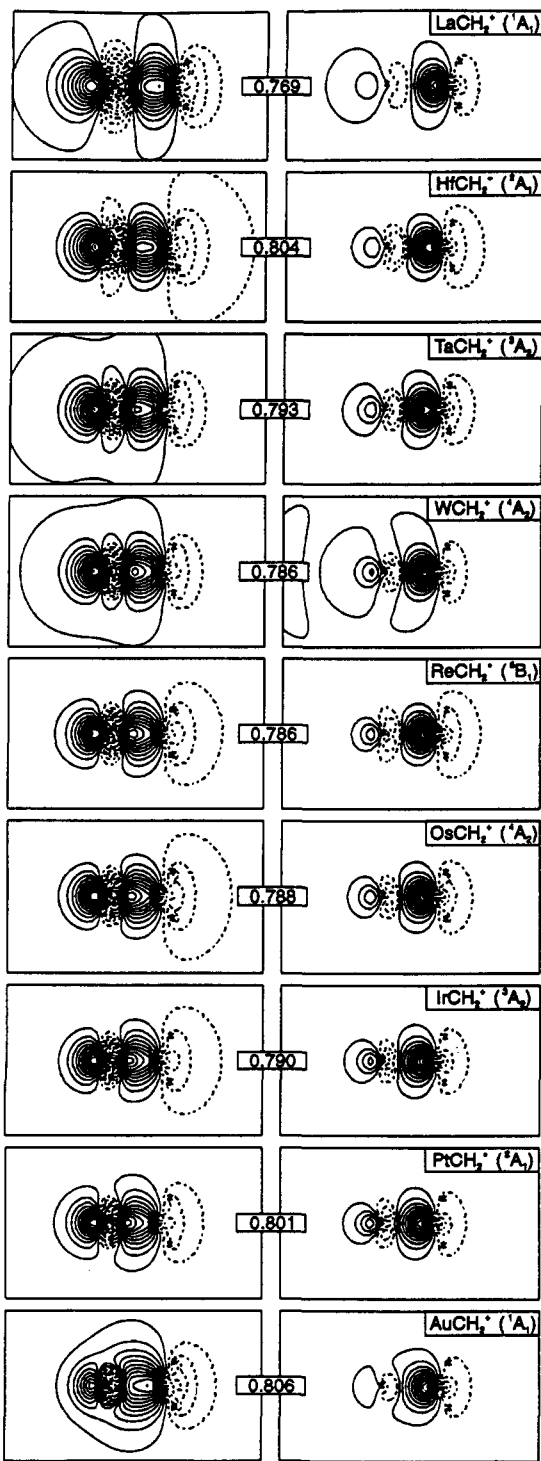 LaCH₂⁺ (¹A₁)
0.769
HfCH₂⁺ (²A₁)
0.804
TaCH₂⁺ (³A₂)
0.793
WCH₂⁺ (⁴A₂)
0.786
ReCH₂⁺ (⁵B₁)
0.786
OsCH₂⁺ (⁴A₂)
0.788
IrCH₂⁺ (³A₂)
0.790
PtCH₂⁺ (²A₁)
0.801
AuCH₂⁺ (¹A₁)
0.806